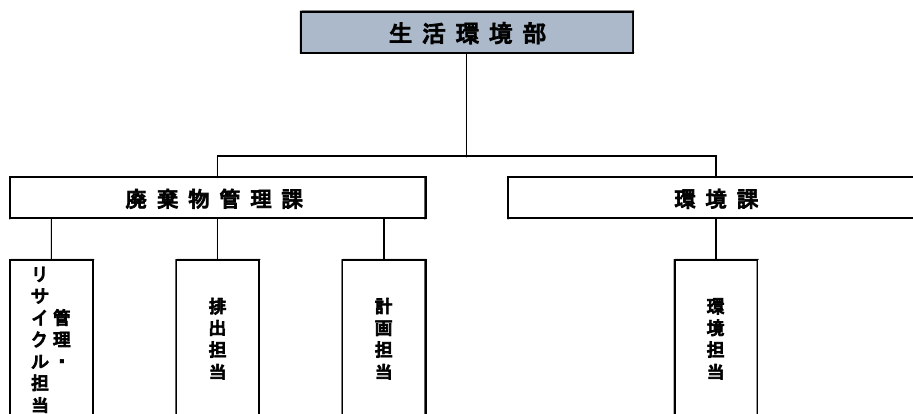 生活環境部
廃棄物管理課
環境課
管理・
リサイクル担当
排出担当
計画担当
環境担当